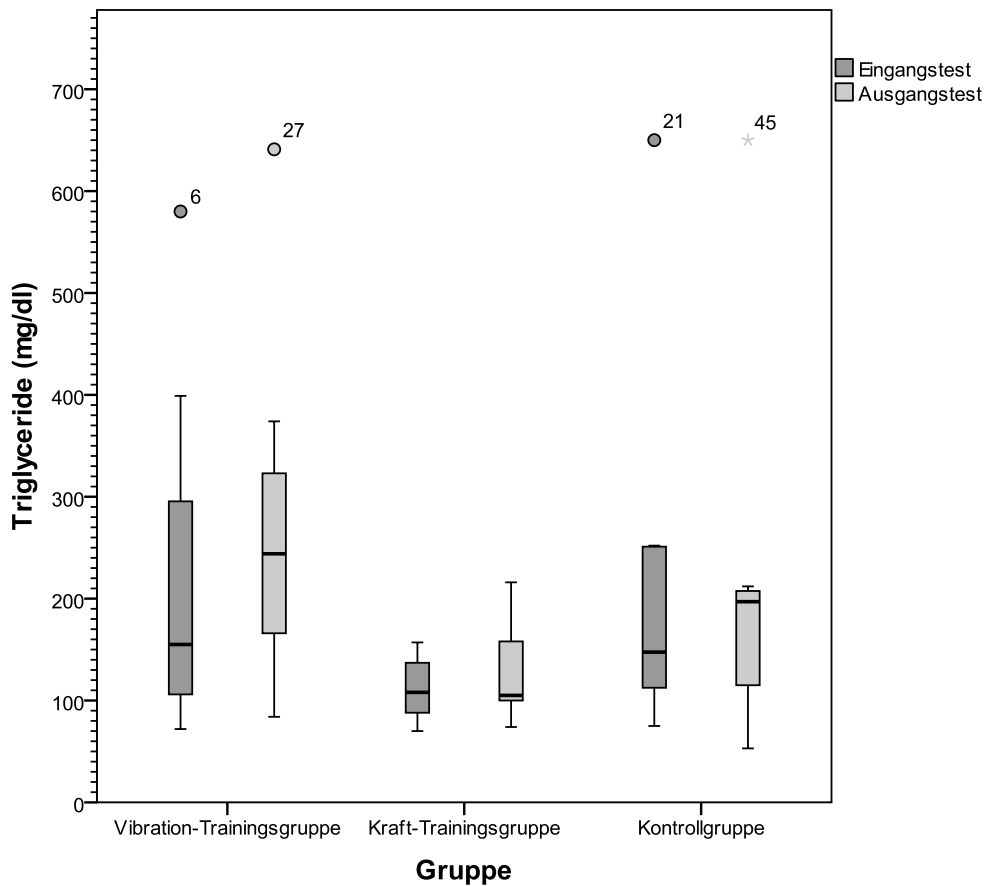 Eingangstest
Ausgangstest
700
600
500
400
300
200
100
0
Triglyceride (mg/dl)
6
27
21
45
Vibration-Trainingsgruppe
Kraft-Trainingsgruppe
Kontrollgruppe
Gruppe